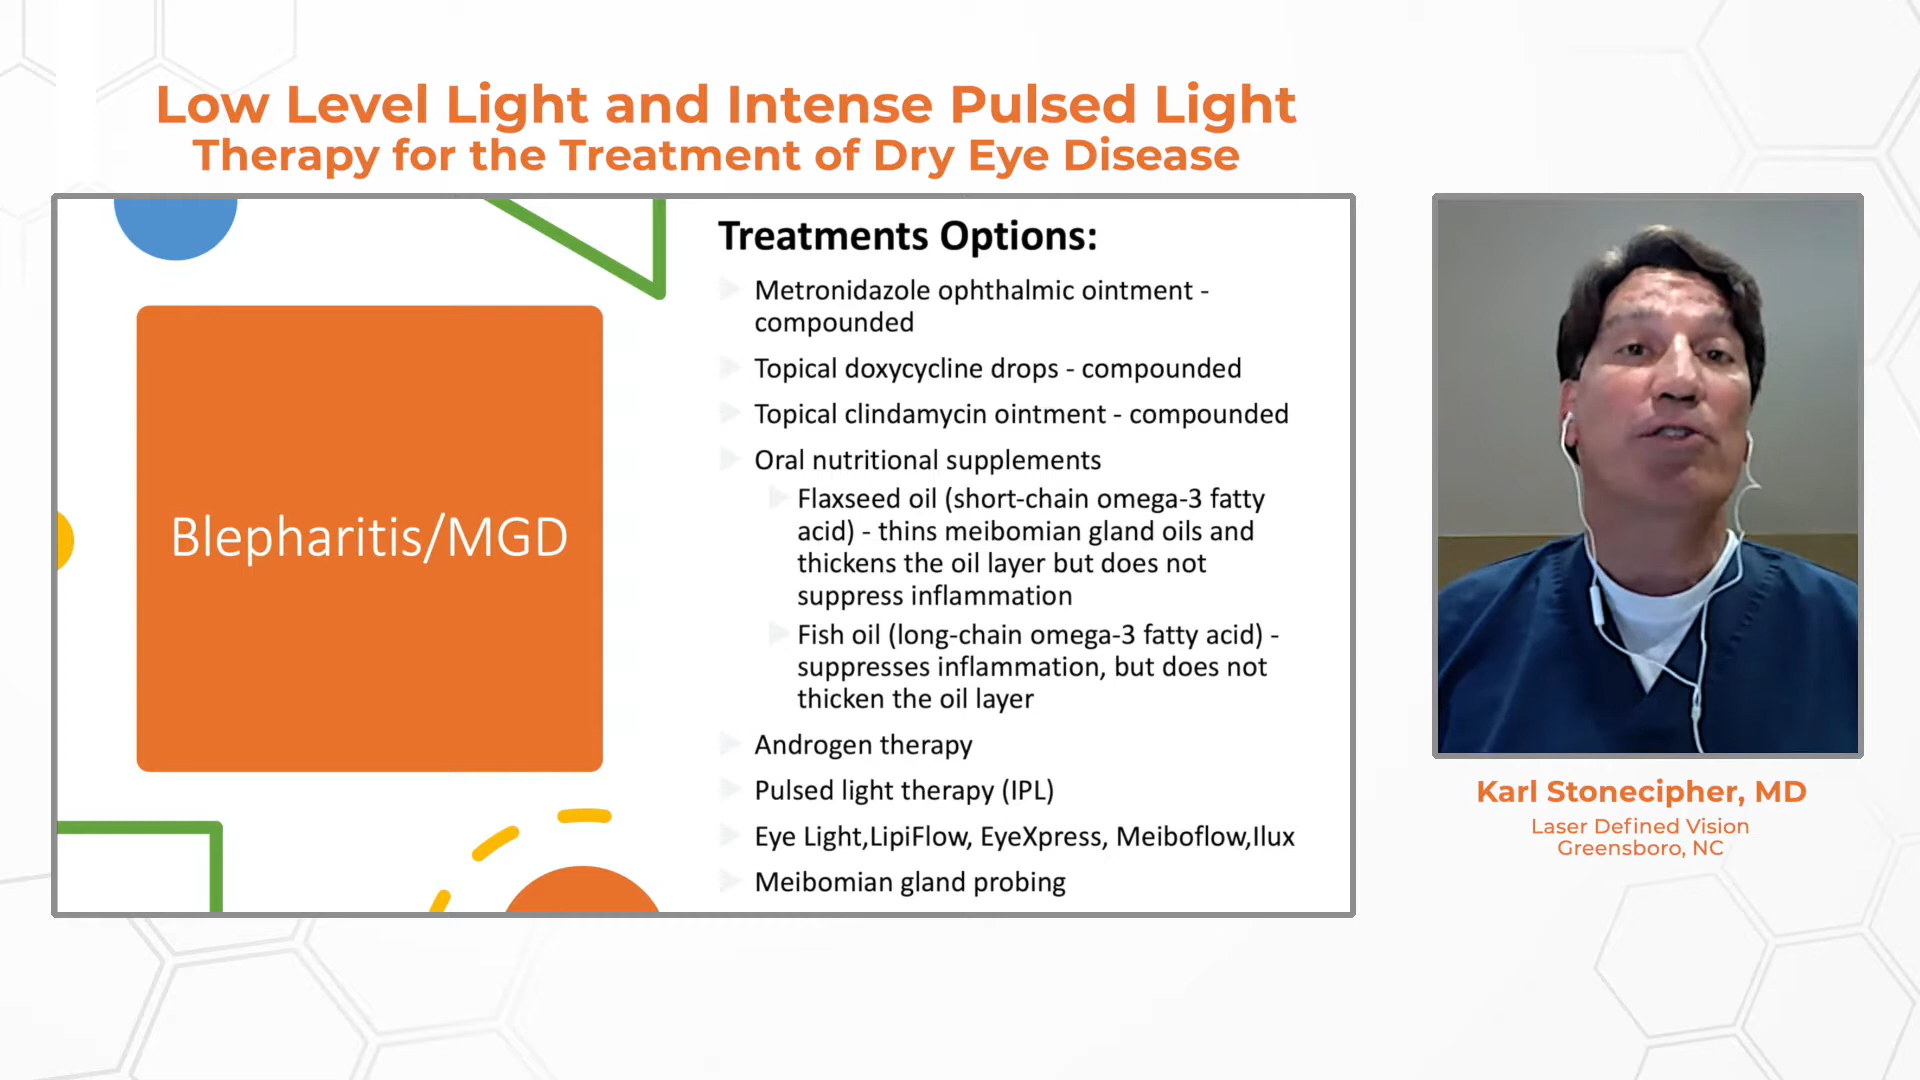 Low Level Light and Intense Pulsed Light
Therapy for the Treatment of Dry Eye Disease
Blepharitis/MGD
Treatments Options:
Metronidazole ophthalmic ointment -
compounded
Topical doxycycline drops - compounded
Topical clindamycin ointment - compounded
Oral nutritional supplements
Flaxseed oil (short-chain omega-3 fatty
acid) - thins meibomian gland oils and
thickens the oil layer but does not
suppress inflammation
Fish oil (long-chain omega-3 fatty acid) -
suppresses inflammation, but does not
thicken the oil layer
Androgen therapy
Pulsed light therapy (IPL)
Eye Light,LipiFlow, EyeXpress, Meiboflow,Ilux
Meibomian gland probing
Karl Stonecipher, MD
Laser Defined Vision
Greensboro, NC